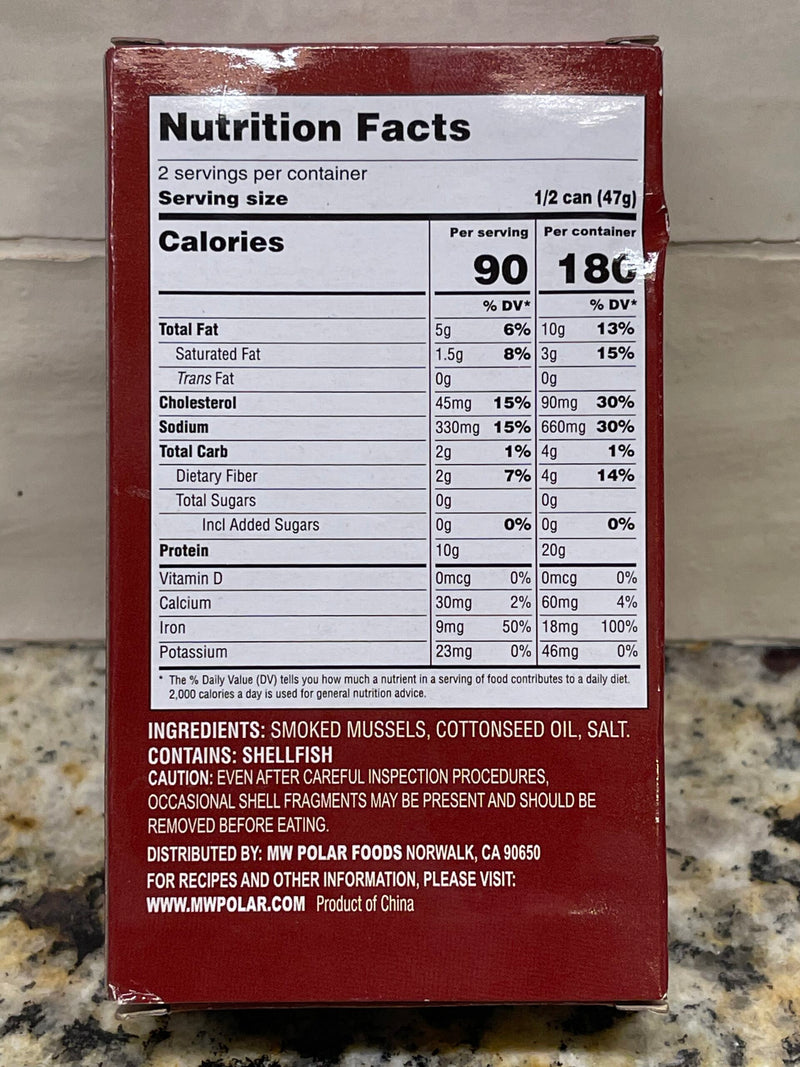 Nutrition Facts
2 servings per container
Serving size 1/2 can (47g)
Calories Per serving 90 Per container 180
% DV* % DV*
Total Fat 5g 6% 10g 13%
Saturated Fat 1.5g 8% 3g 15%
Trans Fat 0g 0g
Cholesterol 45mg 15% 90mg 30%
Sodium 330mg 15% 660mg 30%
Total Carb 2g 1% 4g 1%
Dietary Fiber 2g 7% 4g 14%
Total Sugars 0g 0g
Incl Added Sugars 0g 0% 0g 0%
Protein 10g 20g
Vitamin D 0mcg 0% 0mcg 0%
Calcium 30mg 2% 60mg 4%
Iron 9mg 50% 18mg 100%
Potassium 23mg 0% 46mg 0%
* The % Daily Value (DV) tells you how much a nutrient in a serving of food contributes to a daily diet.
2,000 calories a day is used for general nutrition advice.
INGREDIENTS: SMOKED MUSSELS, COTTONSEED OIL, SALT.
CONTAINS: SHELLFISH
CAUTION: EVEN AFTER CAREFUL INSPECTION PROCEDURES,
OCCASIONAL SHELL FRAGMENTS MAY BE PRESENT AND SHOULD BE
REMOVED BEFORE EATING.
DISTRIBUTED BY: MW POLAR FOODS NORWALK, CA 90650
FOR RECIPES AND OTHER INFORMATION, PLEASE VISIT:
WWW.MWPOLAR.COM Product of China